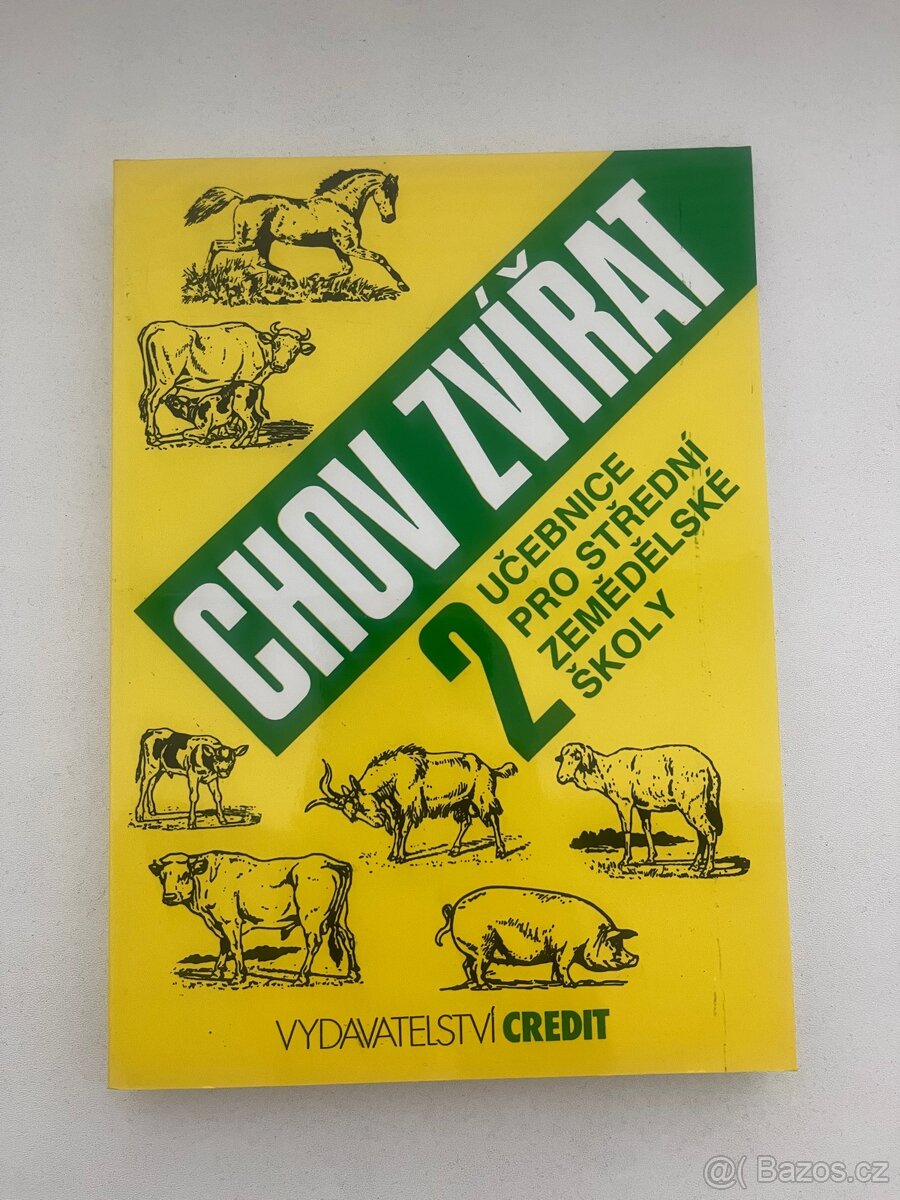 CHOV ZVÍŘAT
2
UČEBNICE
PRO STŘEDNÍ
ZEMĚDĚLSKÉ
ŠKOLY
VYDAVATELSTVÍ CREDIT
@( Bazos.cz